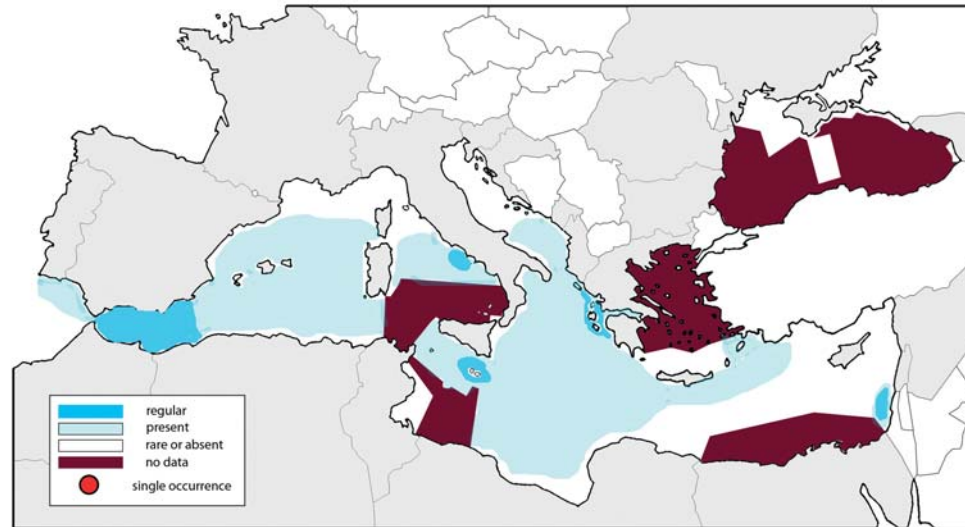 regular
present
rare or absent
no data
single occurrence